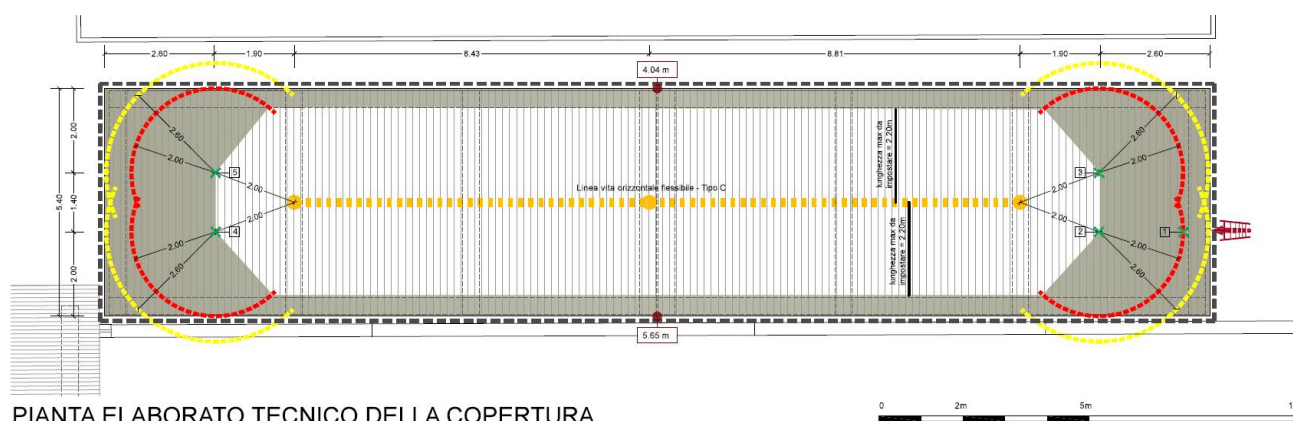 2.60
1.90
8.43
8.81
1.90
2.60
4.04 m
2.00
1.40
2.00
5.40
2.60
2.00
5
2.00
2.00
4
2.00
2.60
Linea vita orizzontale flessibile - Tipo C
lunghezza max da
impostare = 2,20m
lunghezza max da
impostare = 2,20m
2.60
2.00
3
2.00
2.00
2
1
2.00
2.60
5.65 m
PIANTA ELABORATO TECNICO DELLA COPERTURA
0
2m
5m
1